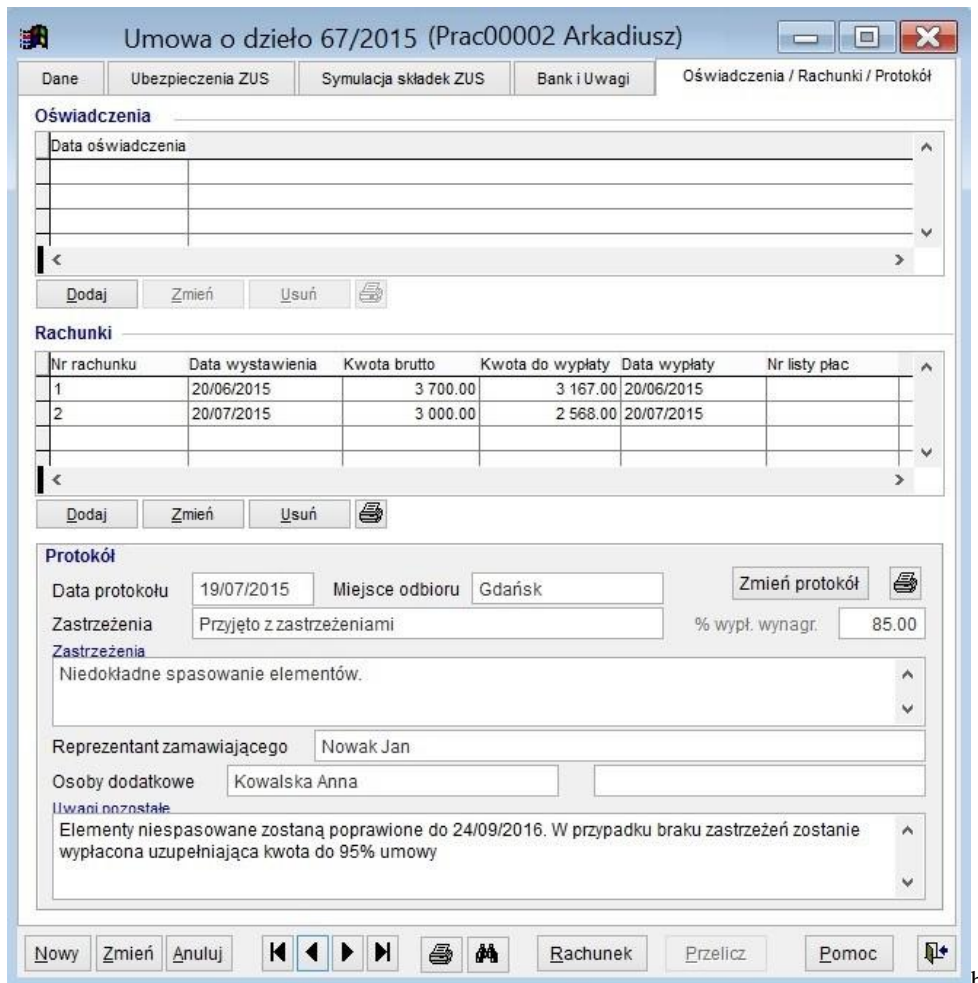 Umowa o dzieło 67/2015 (Prac00002 Arkadiusz)
Dane Ubezpieczenia ZUS Symulacja składek ZUS Bank i Uwagi Oświadczenia / Rachunki / Protokół
Oświadczenia
Data oświadczenia
Dodaj Zmień Usuń
Rachunki
Nr rachunku Data wystawienia Kwota brutto Kwota do wypłaty Data wypłaty Nr listy płac
1 20/06/2015 3 700.00 3 167.00 20/06/2015
2 20/07/2015 3 000.00 2 568.00 20/07/2015
Dodaj Zmień Usuń
Protokół
Data protokołu 19/07/2015 Miejsce odbioru Gdańsk Zmień protokół
Zastrzeżenia Przyjęto z zastrzeżeniami % wypł. wynagr. 85.00
Zastrzeżenia
Niedokładne spasowanie elementów.
Reprezentant zamawiającego Nowak Jan
Osoby dodatkowe Kowalska Anna
Uwagi pozostałe
Elementy niespasowane zostaną poprawione do 24/09/2016. W przypadku braku zastrzeżeń zostanie
wypłacona uzupełniająca kwota do 95% umowy
Nowy Zmień Anuluj Rachunek Przelicz Pomoc